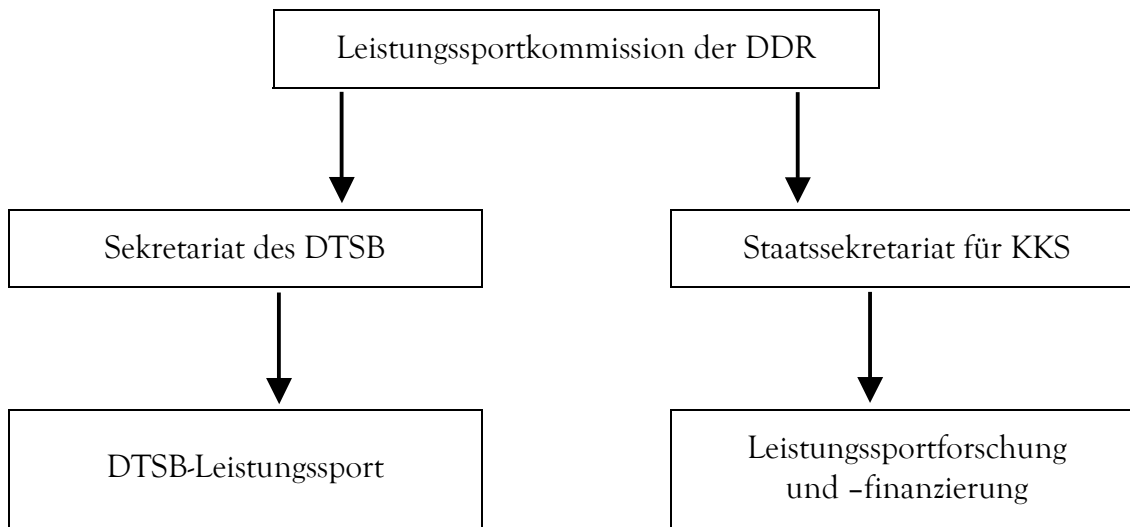 Leistungssportkommission der DDR
Sekretariat des DTSB
Staatssekretariat für KKS
DTSB-Leistungssport
Leistungssportforschung
und –finanzierung